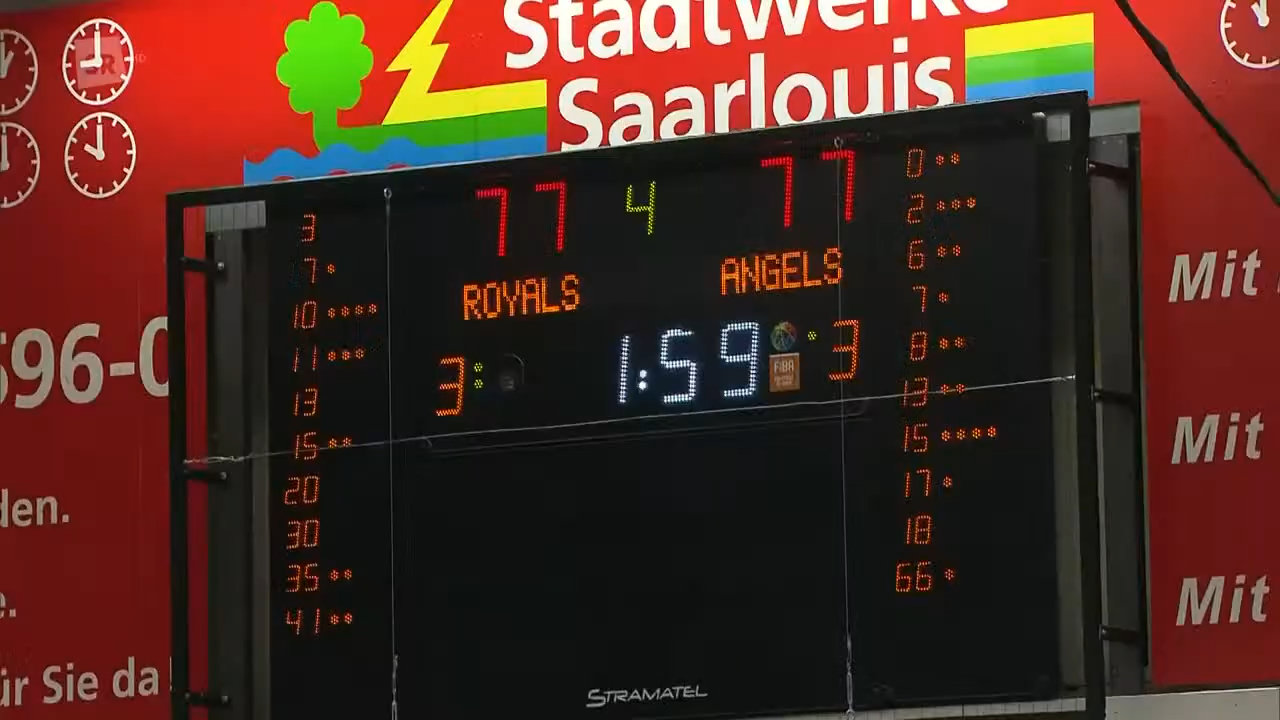 Stadtwerke
Saarlouis
SR HD
77 4 77
ROYALS ANGELS
3 1:59 3
FIBA
3
7*
10****
11***
13
15**
20
30
35**
41**
0**
2***
6**
7*
8**
13**
15****
17*
18
66*
STRAMATEL
596-0
den.
e.
ür Sie da
Mit
Mit
Mit